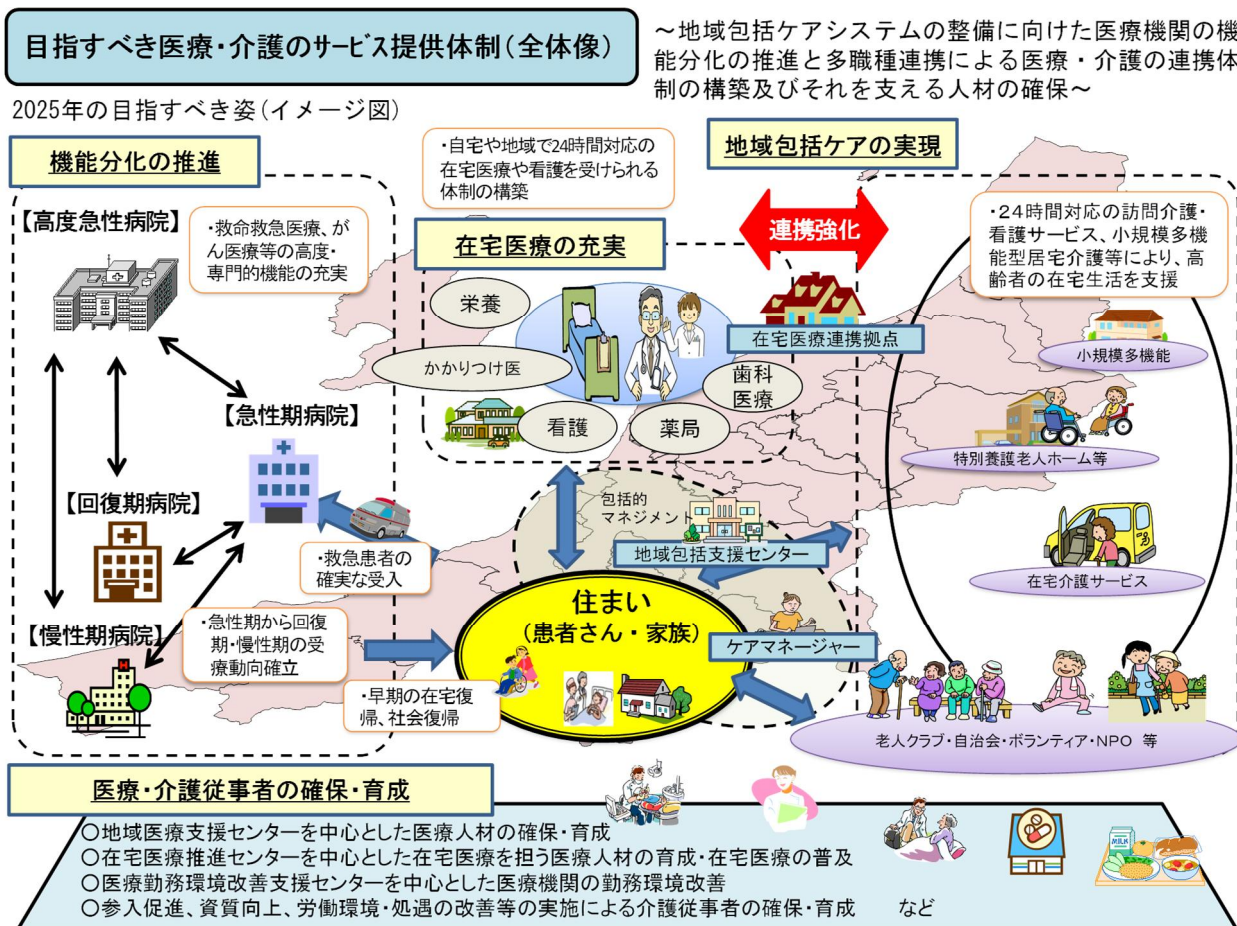 目指すべき医療・介護のサービス提供体制(全体像)
～地域包括ケアシステムの整備に向けた医療機関の機
能分化の推進と多職種連携による医療・介護の連携体
制の構築及びそれを支える人材の確保～
2025年の目指すべき姿(イメージ図)
機能分化の推進
【高度急性病院】
・救命救急医療、がん医療等の高度・
専門的機能の充実
【急性期病院】
【回復期病院】
【慢性期病院】
・救急患者の
確実な受入
・急性期から回復
期・慢性期の受
療動向確立
・早期の在宅復
帰、社会復帰
・自宅や地域で24時間対応の
在宅医療や看護を受けられる
体制の構築
在宅医療の充実
栄養
かかりつけ医
看護
薬局
歯科
医療
連携強化
在宅医療連携拠点
包括的
マネジメント
地域包括支援センター
住まい
(患者さん・家族)
ケアマネージャー
地域包括ケアの実現
・24時間対応の訪問介護・
看護サービス、小規模多機
能型居宅介護等により、高
齢者の在宅生活を支援
小規模多機能
特別養護老人ホーム等
在宅介護サービス
老人クラブ・自治会・ボランティア・NPO 等
医療・介護従事者の確保・育成
○地域医療支援センターを中心とした医療人材の確保・育成
○在宅医療推進センターを中心とした在宅医療を担う医療人材の育成・在宅医療の普及
○医療勤務環境改善支援センターを中心とした医療機関の勤務環境改善
○参入促進、資質向上、労働環境・処遇の改善等の実施による介護従事者の確保・育成　　など
H
MILK